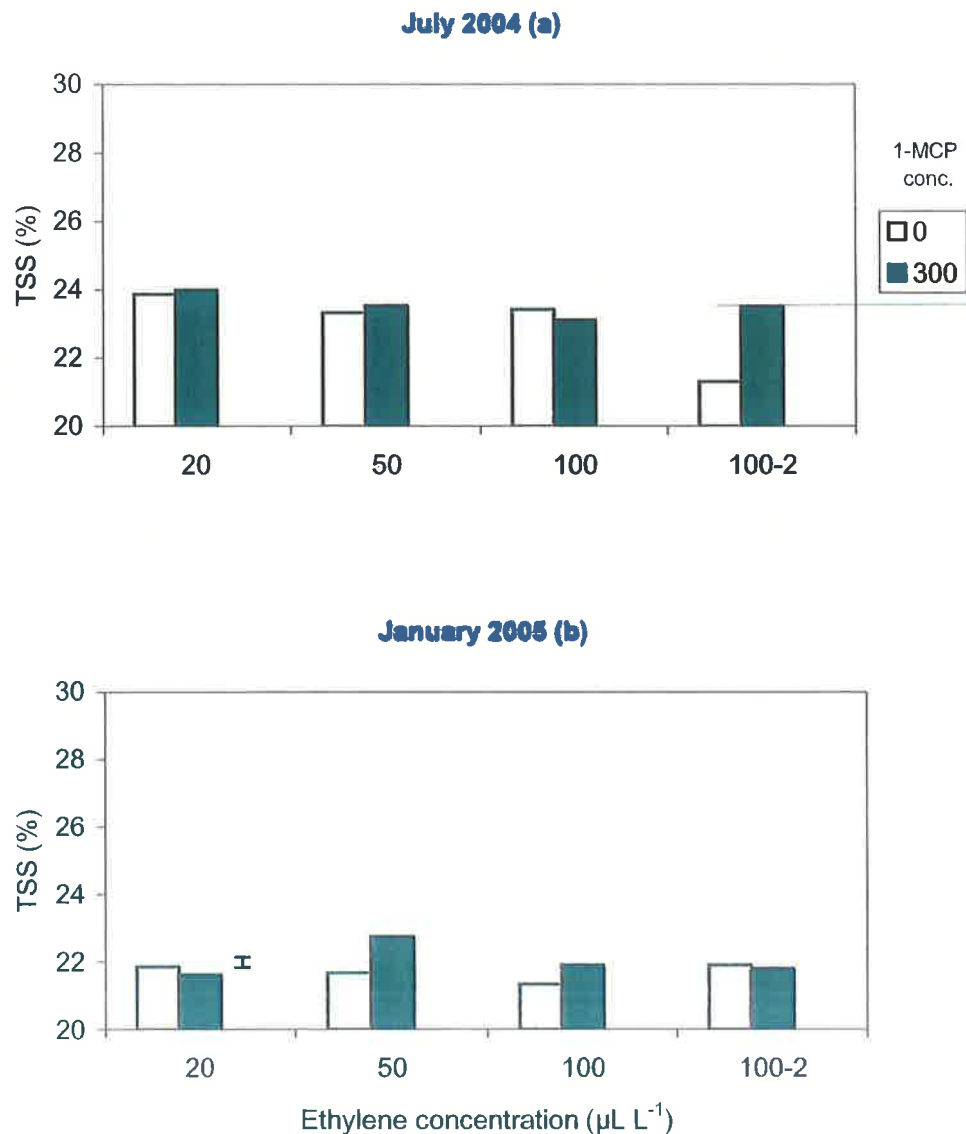 July 2004 (a)
30
28
26
24
22
20
TSS (%)
20 50 100 100-2
1-MCP
conc.
0
300
January 2005 (b)
30
28
26
24
22
20
TSS (%)
20 50 100 100-2
Ethylene concentration (µL L⁻¹)